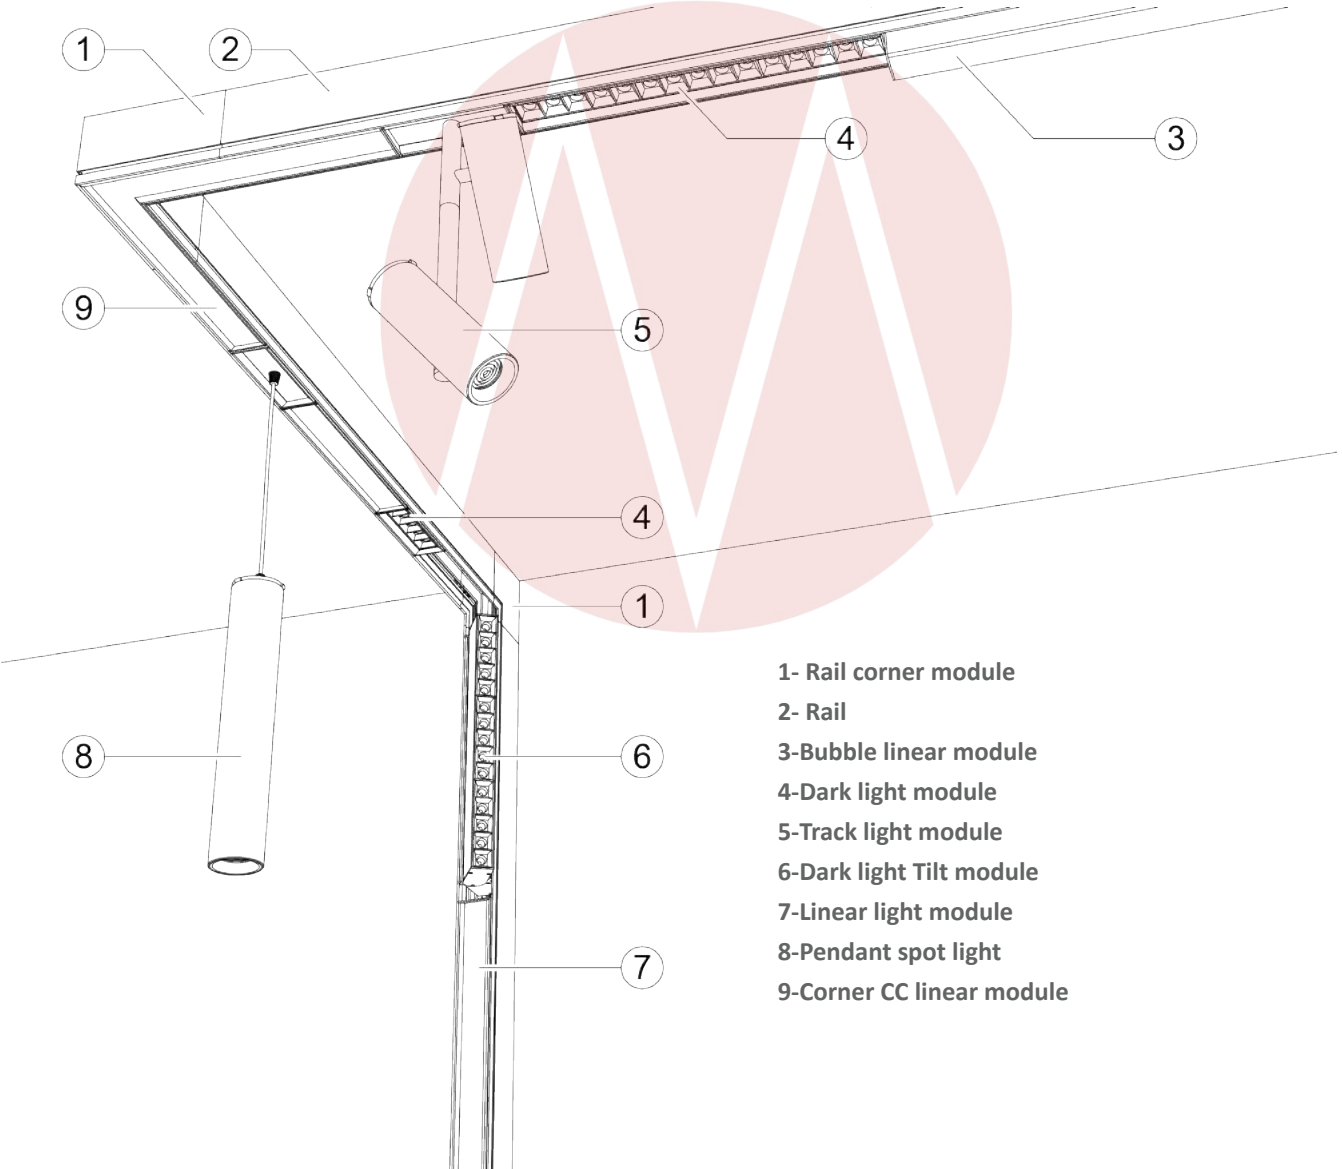 1
2
4
3
9
5
4
1
8
6
7
1- Rail corner module
2- Rail
3-Bubble linear module
4-Dark light module
5-Track light module
6-Dark light Tilt module
7-Linear light module
8-Pendant spot light
9-Corner CC linear module